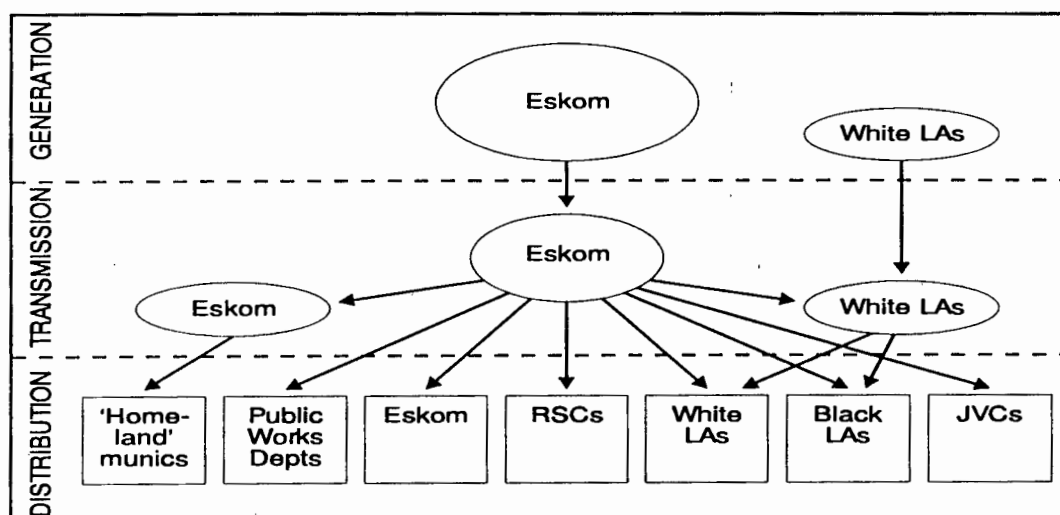 GENERATION
Eskom
White LAs
TRANSMISSION
Eskom
Eskom
White LAs
DISTRIBUTION
'Home-
land'
munics
Public
Works
Depts
Eskom
RSCs
White
LAs
Black
LAs
JVCs